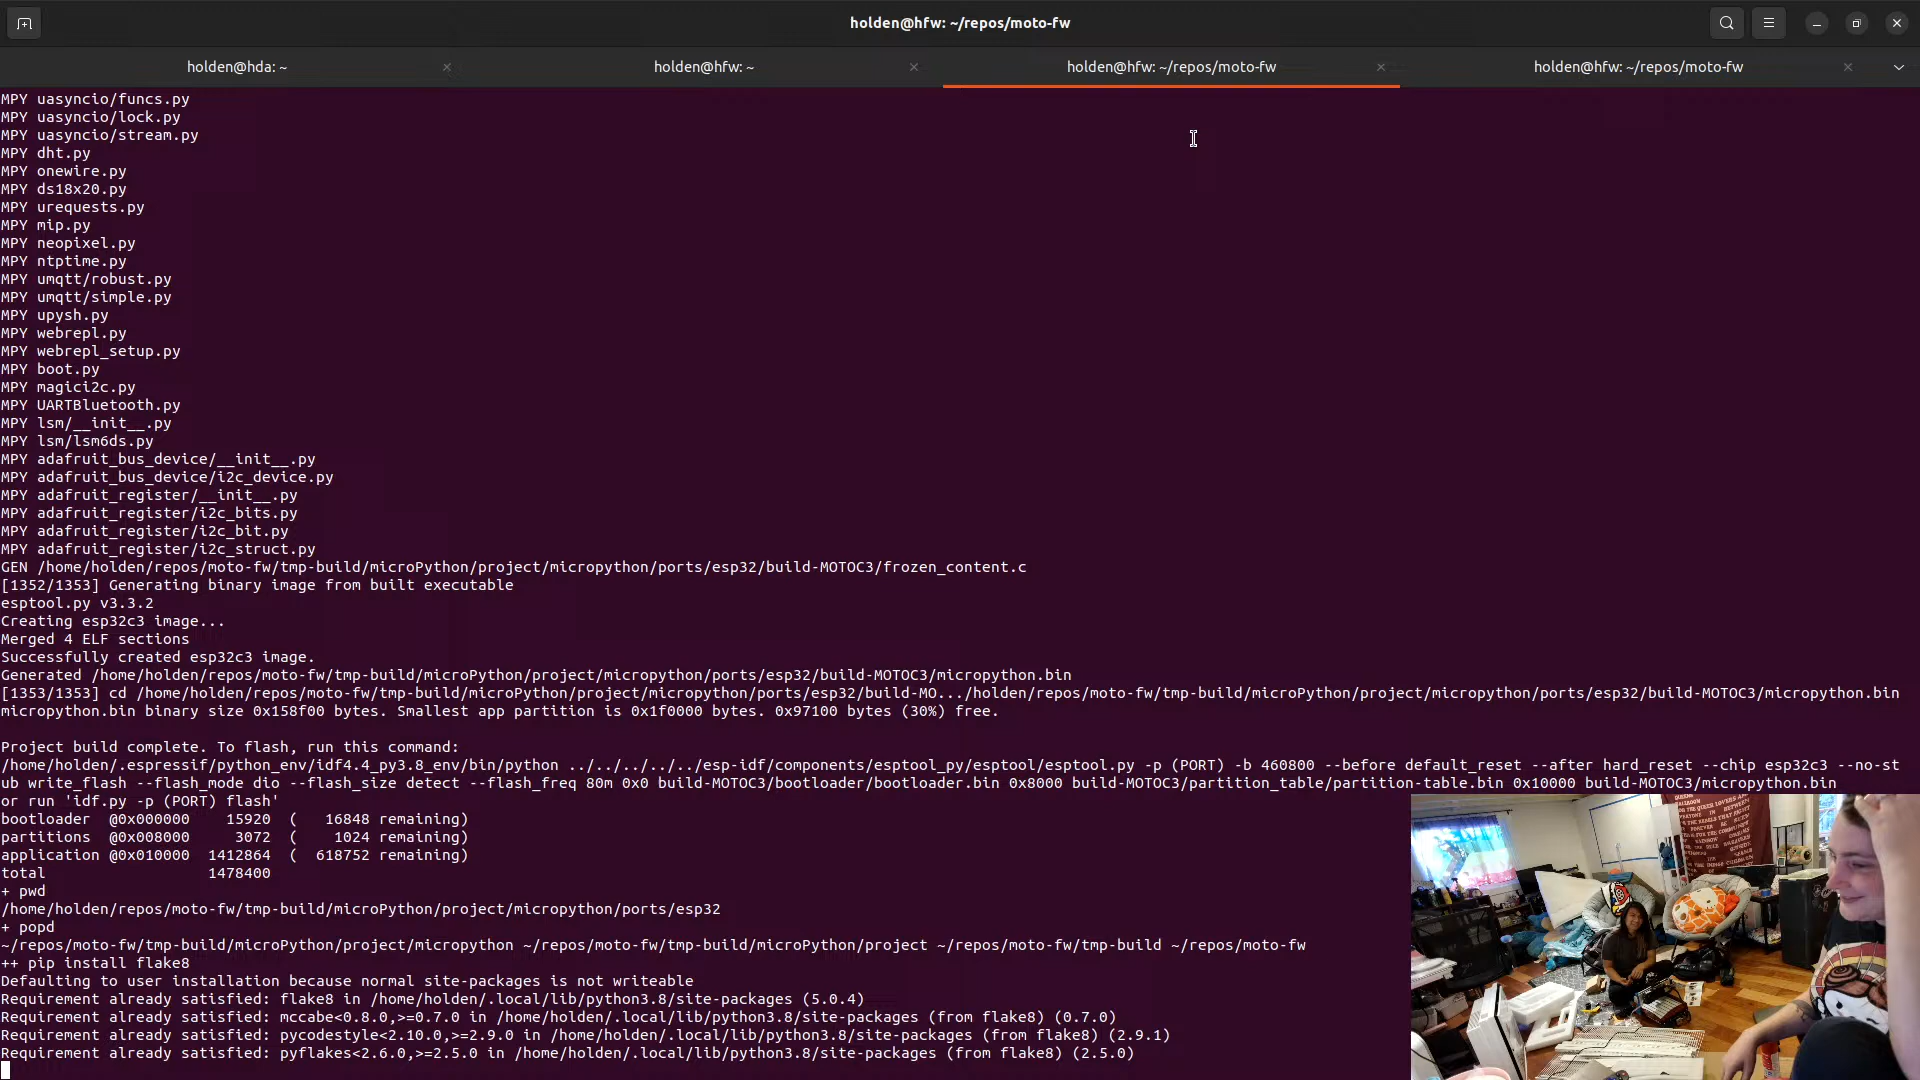 holden@hfw: ~/repos/moto-fw
holden@hda: ~
holden@hfw: ~
holden@hfw: ~/repos/moto-fw
holden@hfw: ~/repos/moto-fw
MPY uasyncio/funcs.py
MPY uasyncio/lock.py
MPY uasyncio/stream.py
MPY dht.py
MPY onewire.py
MPY ds18x20.py
MPY urequests.py
MPY mip.py
MPY neopixel.py
MPY ntptime.py
MPY umqtt/robust.py
MPY umqtt/simple.py
MPY upysh.py
MPY webrepl.py
MPY webrepl_setup.py
MPY boot.py
MPY magici2c.py
MPY UARTBluetooth.py
MPY lsm/__init__.py
MPY lsm/lsm6ds.py
MPY adafruit_bus_device/__init__.py
MPY adafruit_bus_device/i2c_device.py
MPY adafruit_register/__init__.py
MPY adafruit_register/i2c_bits.py
MPY adafruit_register/i2c_bit.py
MPY adafruit_register/i2c_struct.py
GEN /home/holden/repos/moto-fw/tmp-build/microPython/project/micropython/ports/esp32/build-MOTOC3/frozen_content.c
[1352/1353] Generating binary image from built executable
esptool.py v3.3.2
Creating esp32c3 image...
Merged 4 ELF sections
Successfully created esp32c3 image.
Generated /home/holden/repos/moto-fw/tmp-build/microPython/project/micropython/ports/esp32/build-MOTOC3/micropython.bin
[1353/1353] cd /home/holden/repos/moto-fw/tmp-build/microPython/project/micropython/ports/esp32/build-MO.../holden/repos/moto-fw/tmp-build/microPython/project/micropython/ports/esp32/build-MOTOC3/micropython.bin
micropython.bin binary size 0x158f00 bytes. Smallest app partition is 0x1f0000 bytes. 0x97100 bytes (30%) free.
Project build complete. To flash, run this command:
/home/holden/.espressif/python_env/idf4.4_py3.8_env/bin/python ../../../../../esp-idf/components/esptool_py/esptool/esptool.py -p (PORT) -b 460800 --before default_reset --after hard_reset --chip esp32c3 --no-st
ub write_flash --flash_mode dio --flash_size detect --flash_freq 80m 0x0 build-MOTOC3/bootloader/bootloader.bin 0x8000 build-MOTOC3/partition_table/partition-table.bin 0x10000 build-MOTOC3/micropython.bin
or run 'idf.py -p (PORT) flash'
bootloader  @0x000000    15920  (   16848 remaining)
partitions  @0x008000     3072  (    1024 remaining)
application @0x010000  1412864  (  618752 remaining)
total                  1478400
+ pwd
/home/holden/repos/moto-fw/tmp-build/microPython/project/micropython/ports/esp32
+ popd
~/repos/moto-fw/tmp-build/microPython/project/micropython ~/repos/moto-fw/tmp-build/microPython/project ~/repos/moto-fw/tmp-build ~/repos/moto-fw
++ pip install flake8
Defaulting to user installation because normal site-packages is not writeable
Requirement already satisfied: flake8 in /home/holden/.local/lib/python3.8/site-packages (5.0.4)
Requirement already satisfied: mccabe<0.8.0,>=0.7.0 in /home/holden/.local/lib/python3.8/site-packages (from flake8) (0.7.0)
Requirement already satisfied: pycodestyle<2.10.0,>=2.9.0 in /home/holden/.local/lib/python3.8/site-packages (from flake8) (2.9.1)
Requirement already satisfied: pyflakes<2.6.0,>=2.5.0 in /home/holden/.local/lib/python3.8/site-packages (from flake8) (2.5.0)